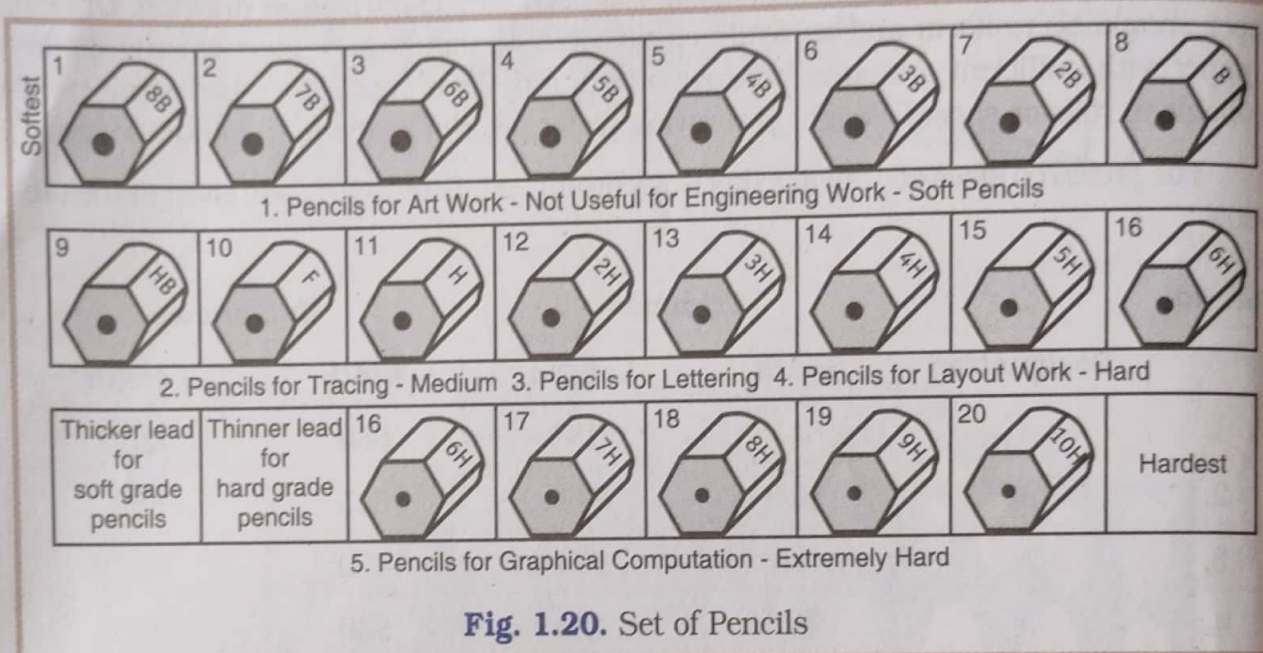 Softest
1 8B 2 7B 3 6B 4 5B 5 4B 6 3B 7 2B 8 B
1. Pencils for Art Work - Not Useful for Engineering Work - Soft Pencils
9 HB 10 F 11 H 12 2H 13 3H 14 4H 15 5H 16 6H
2. Pencils for Tracing - Medium 3. Pencils for Lettering 4. Pencils for Layout Work - Hard
Thicker lead
for
soft grade
pencils
Thinner lead
for
hard grade
pencils
16 6H 17 7H 18 8H 19 9H 20 10H
Hardest
5. Pencils for Graphical Computation - Extremely Hard
Fig. 1.20. Set of Pencils